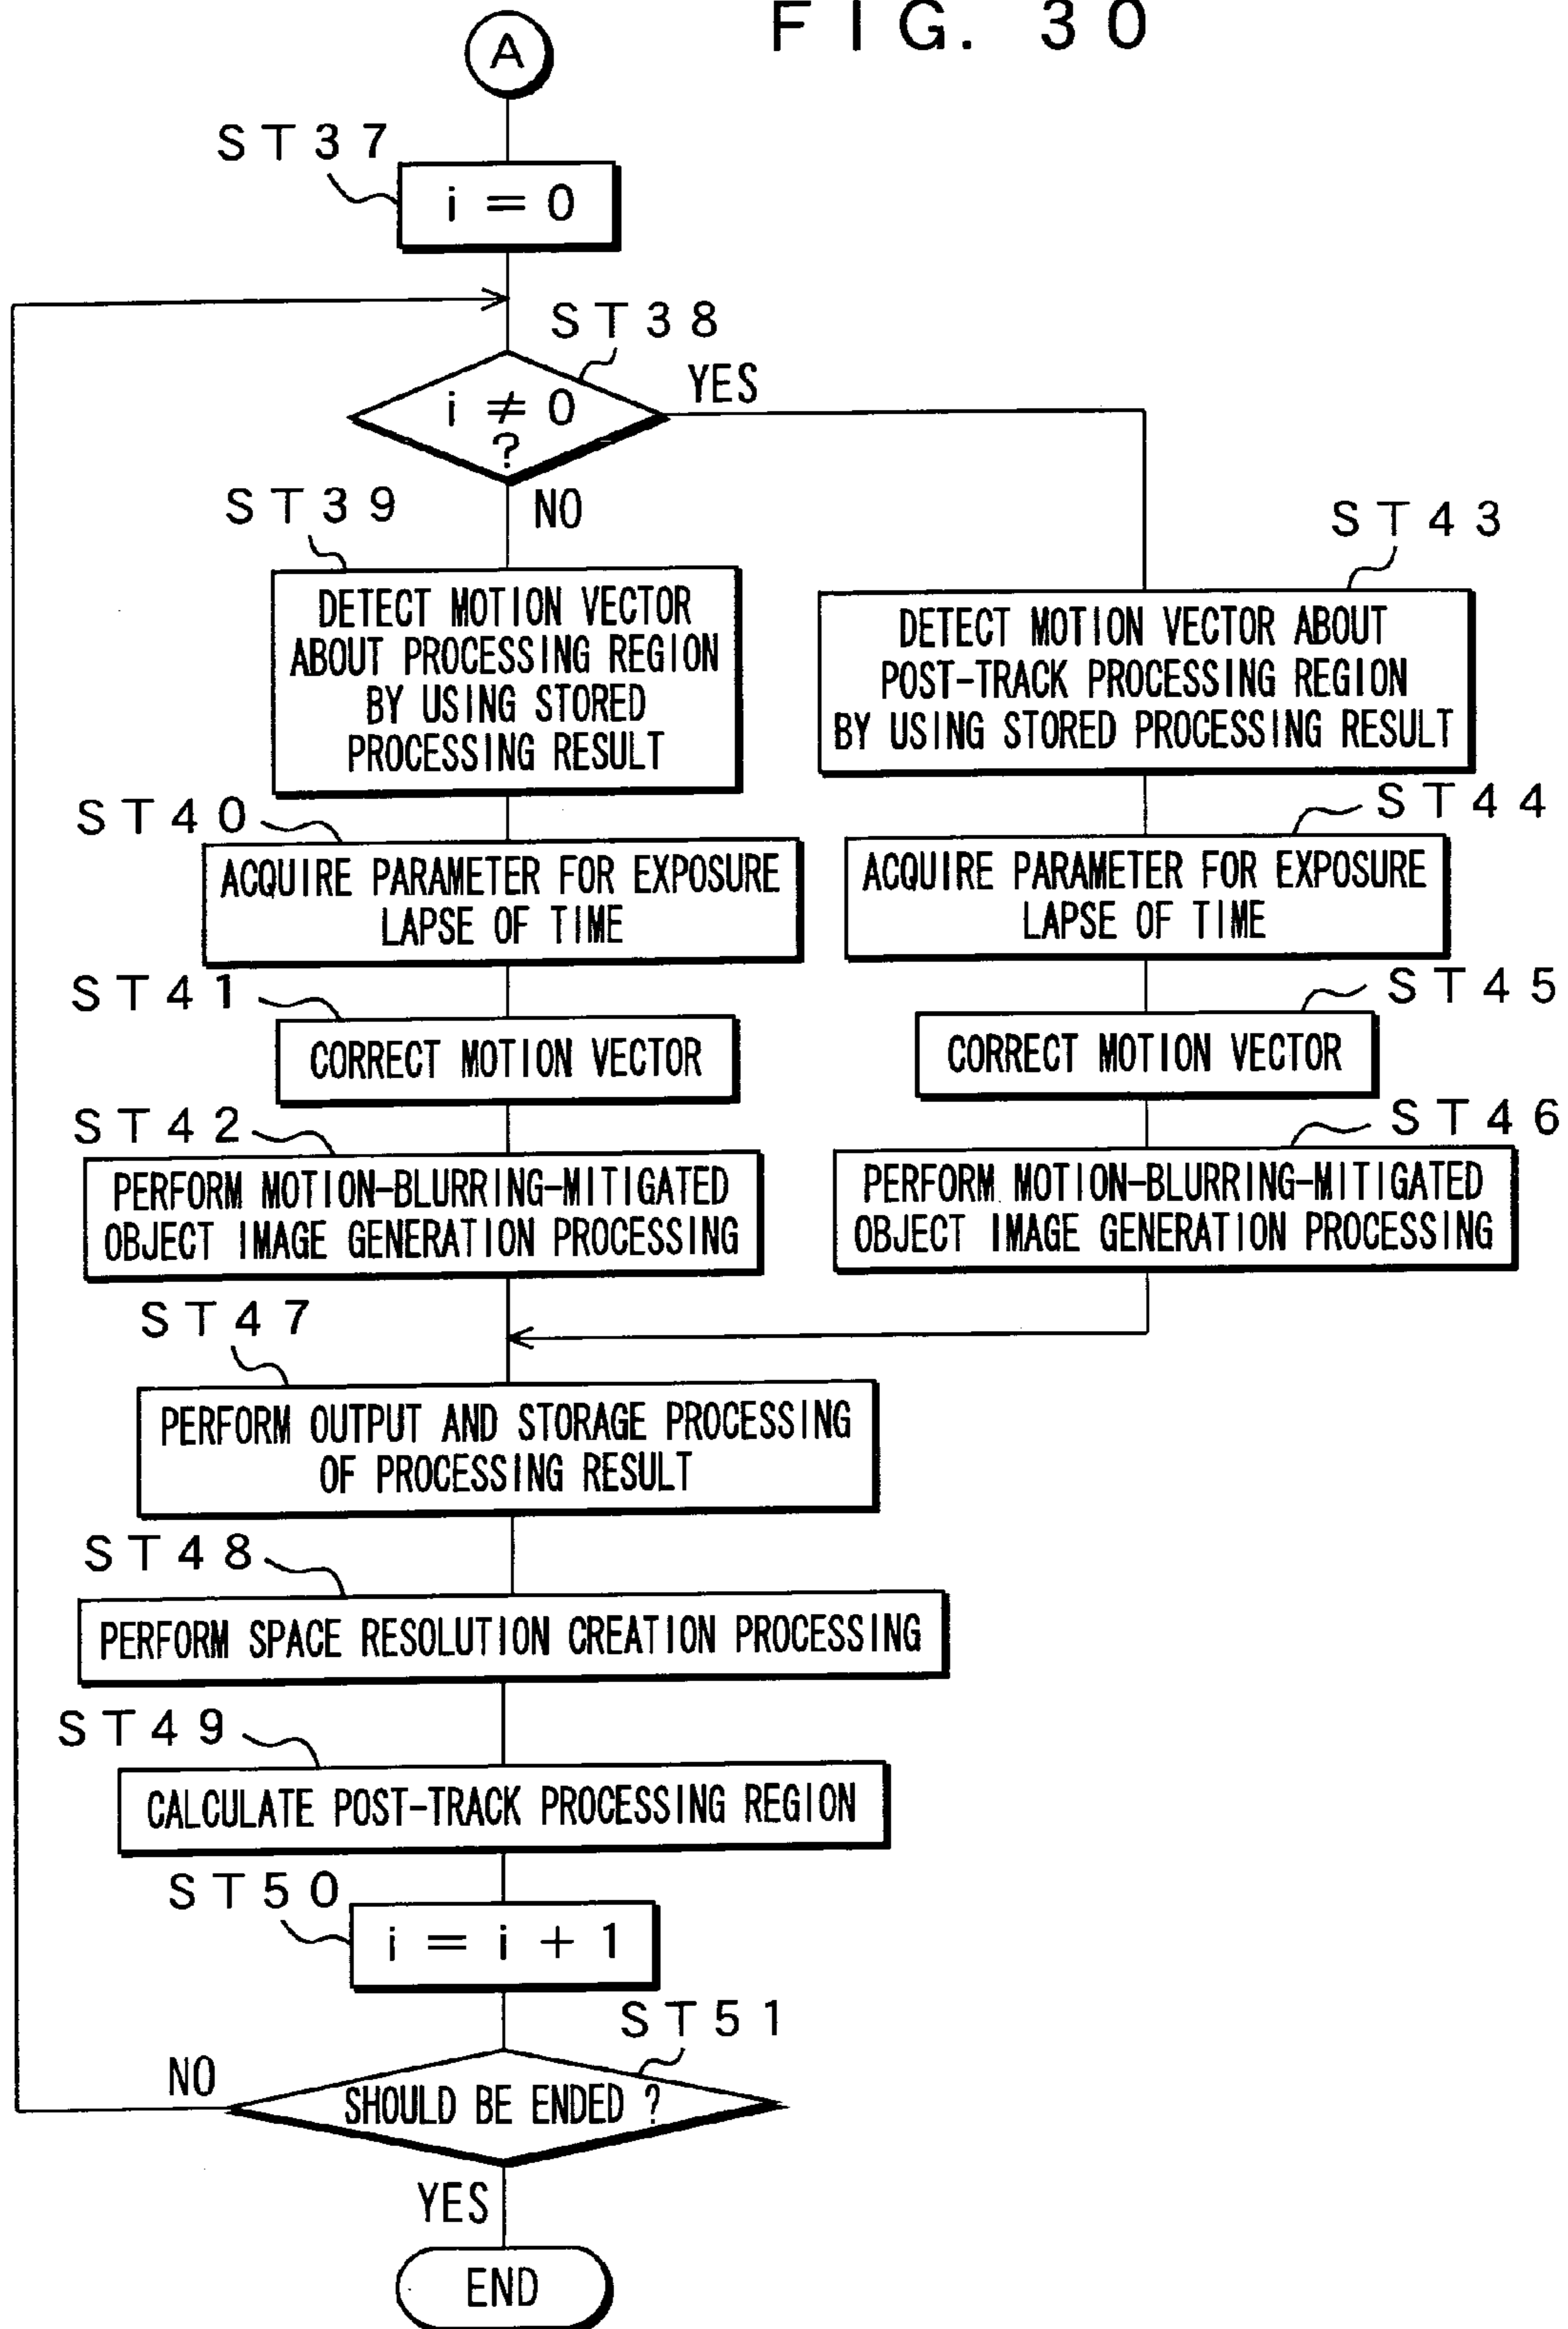 FIG. 30
A
ST37
i = 0
ST38
i ≠ 0
?
YES
NO
ST39
DETECT MOTION VECTOR
ABOUT PROCESSING REGION
BY USING STORED
PROCESSING RESULT
ST43
DETECT MOTION VECTOR ABOUT
POST-TRACK PROCESSING REGION
BY USING STORED PROCESSING RESULT
ST40
ACQUIRE PARAMETER FOR EXPOSURE
LAPSE OF TIME
ST44
ACQUIRE PARAMETER FOR EXPOSURE
LAPSE OF TIME
ST41
CORRECT MOTION VECTOR
ST45
CORRECT MOTION VECTOR
ST42
PERFORM MOTION-BLURRING-MITIGATED
OBJECT IMAGE GENERATION PROCESSING
ST46
PERFORM MOTION-BLURRING-MITIGATED
OBJECT IMAGE GENERATION PROCESSING
ST47
PERFORM OUTPUT AND STORAGE PROCESSING
OF PROCESSING RESULT
ST48
PERFORM SPACE RESOLUTION CREATION PROCESSING
ST49
CALCULATE POST-TRACK PROCESSING REGION
ST50
i = i + 1
ST51
SHOULD BE ENDED ?
NO
YES
END